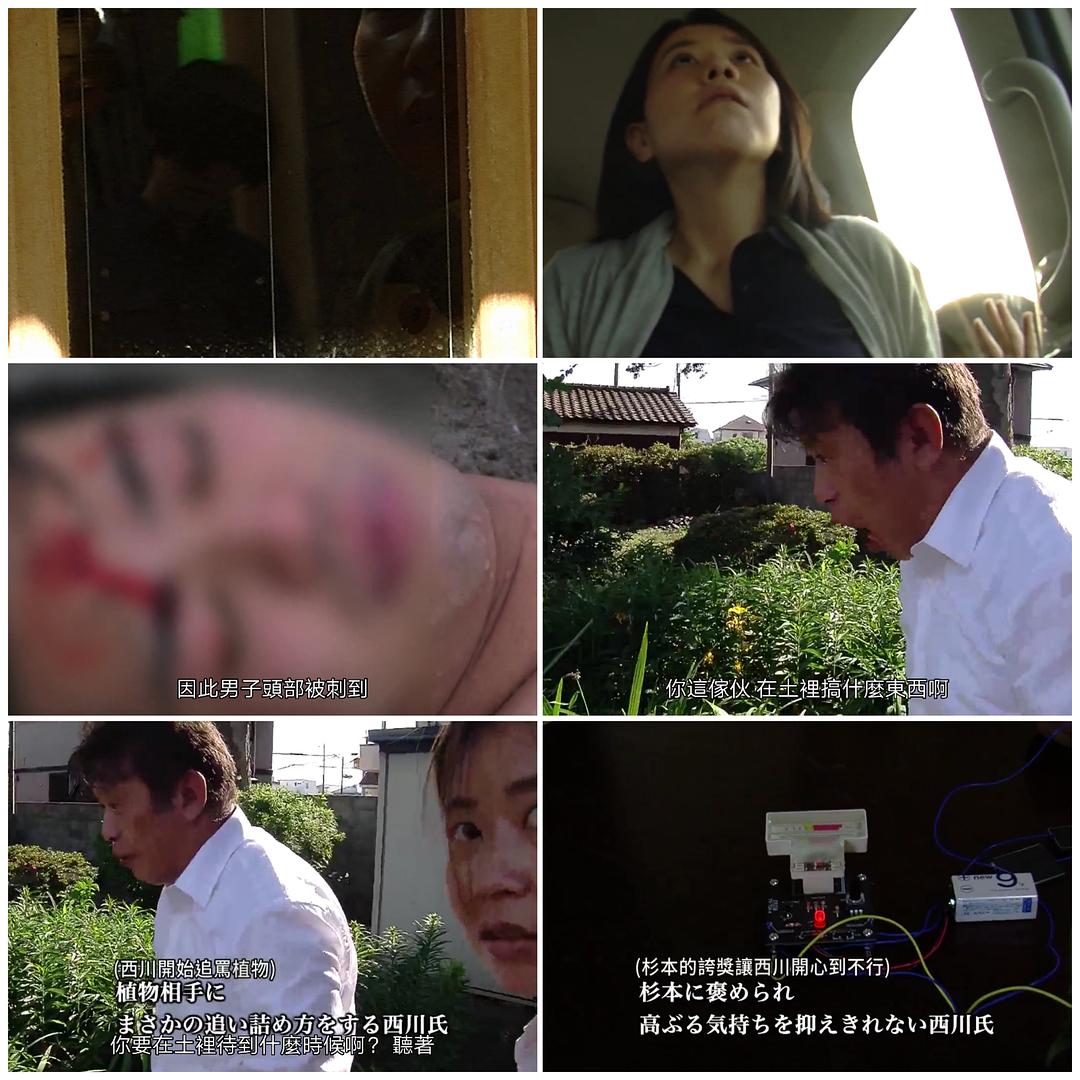 因此男子頭部被刺到
你這傢伙 在土裡搞什麼東西啊
(西川開始追罵植物)
植物相手に
まさかの追い詰め方をする西川氏
你要在土裡待到什麼時候啊? 聽著
(杉本的誇獎讓西川開心到不行)
杉本に褒められ
高ぶる気持ちを抑えきれない西川氏
new
9